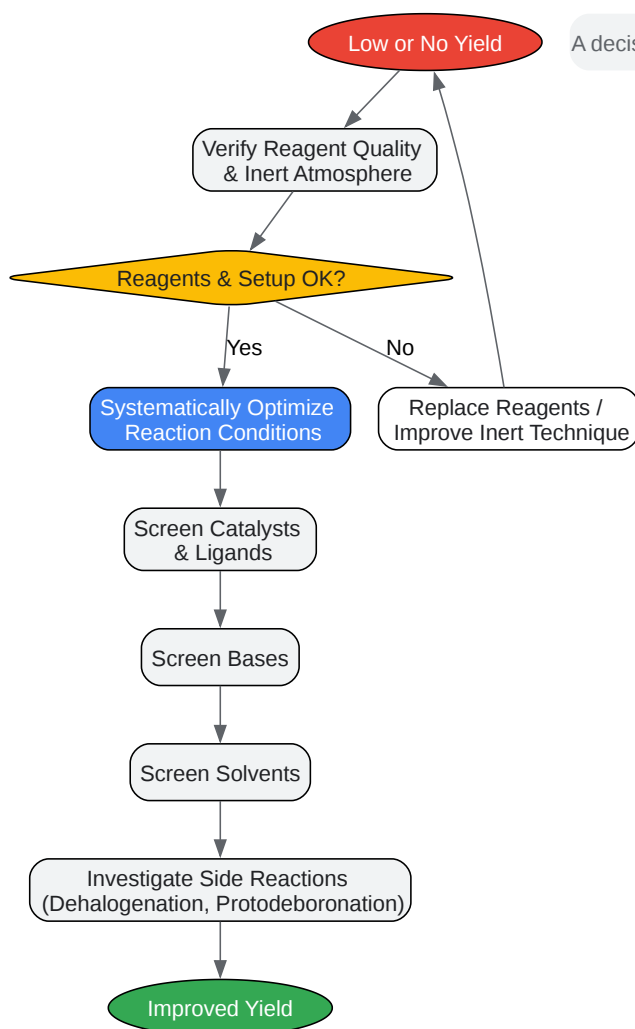 Low or No Yield
A
Verify Reagent Quality
& Inert Atmosphere
Reagents & Setup OK?
Yes
No
Systematically Optimize
Reaction Conditions
Replace Reagents /
Improve Inert Technique
Screen Catalysts
& Ligands
Screen Bases
Screen Solvents
Investigate Side Reactions
(Dehalogenation, Protodeboronation)
Improved Yield